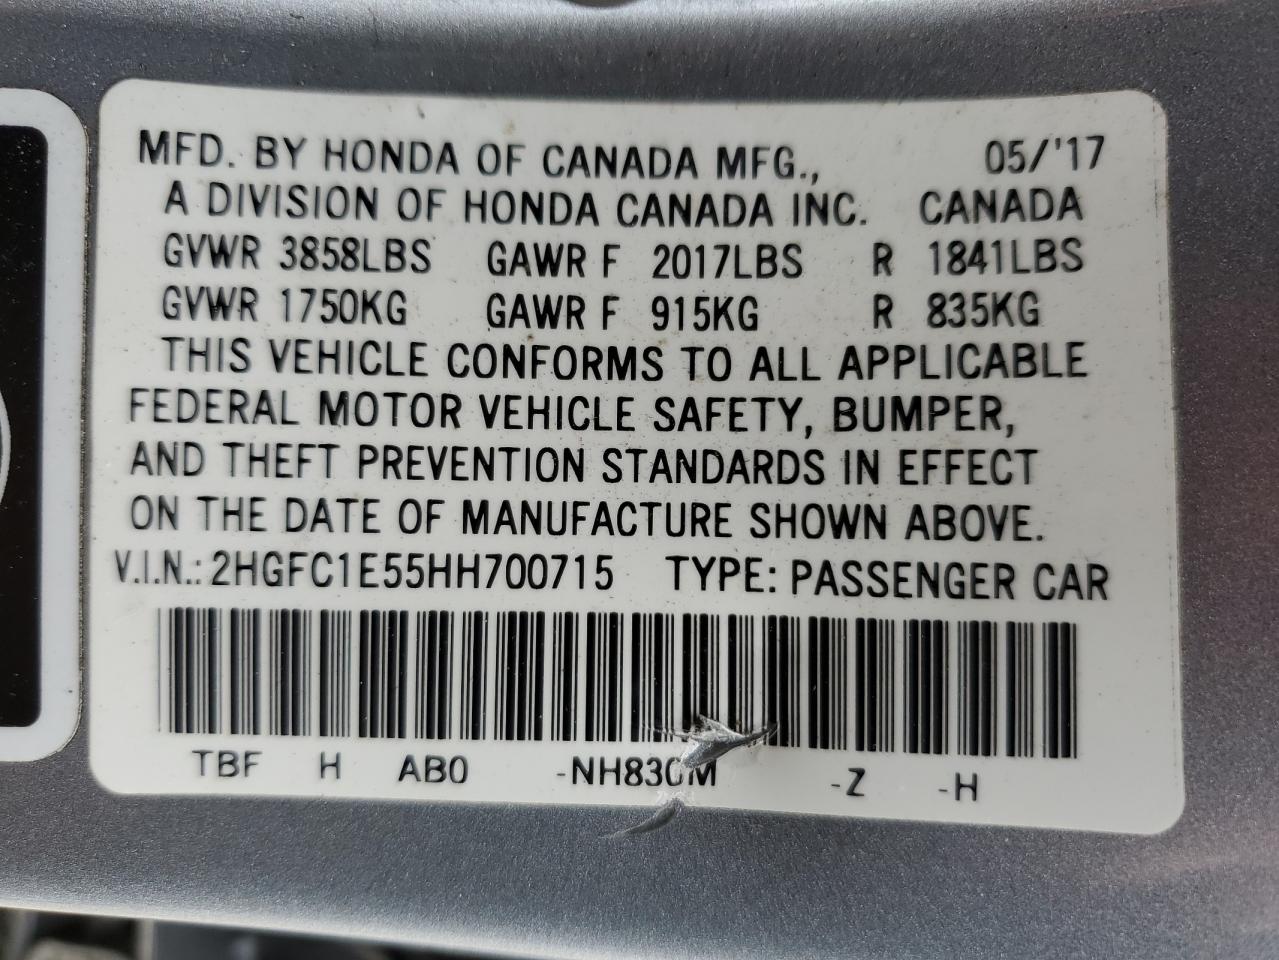 MFD. BY HONDA OF CANADA MFG., 05/'17
A DIVISION OF HONDA CANADA INC. CANADA
GVWR 3858LBS GAWR F 2017LBS R 1841LBS
GVWR 1750KG GAWR F 915KG R 835KG
THIS VEHICLE CONFORMS TO ALL APPLICABLE
FEDERAL MOTOR VEHICLE SAFETY, BUMPER,
AND THEFT PREVENTION STANDARDS IN EFFECT
ON THE DATE OF MANUFACTURE SHOWN ABOVE.
V.I.N.: 2HGFC1E55HH700715 TYPE: PASSENGER CAR
TBF H AB0 -NH830M -Z -H